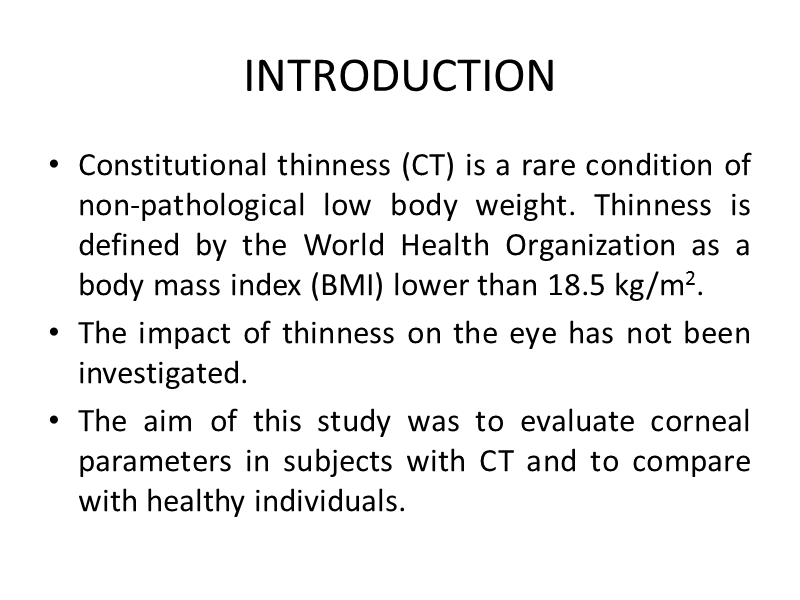 INTRODUCTION
• Constitutional thinness (CT) is a rare condition of
non-pathological low body weight. Thinness is
defined by the World Health Organization as a
body mass index (BMI) lower than 18.5 kg/m².
• The impact of thinness on the eye has not been
investigated.
• The aim of this study was to evaluate corneal
parameters in subjects with CT and to compare
with healthy individuals.